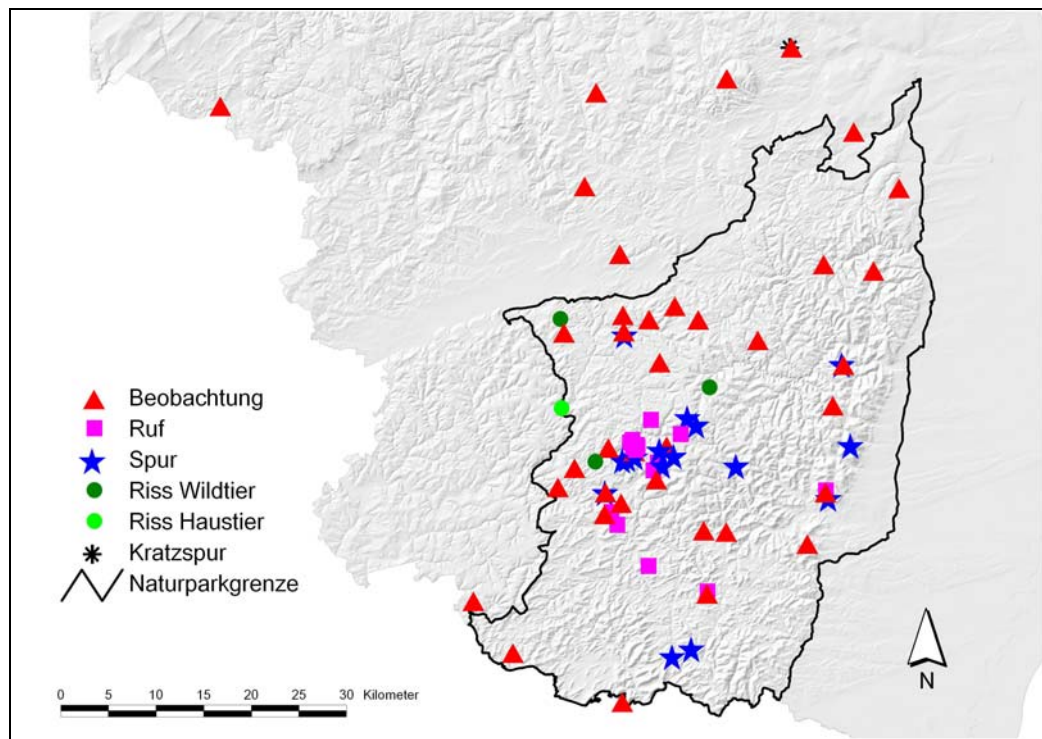 Beobachtung
Ruf
Spur
Riss Wildtier
Riss Haustier
Kratzspur
Naturparkgrenze
N
0 5 10 15 20 25 30 Kilometer